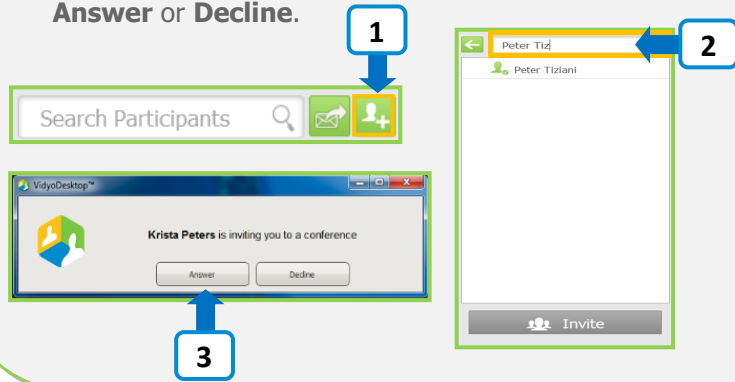 Answer or Decline.
1
Search Participants
Peter Tiz
2
Peter Tiziani
VidyoDesktop™
Krista Peters is inviting you to a conference
Answer
Decline
3
Invite